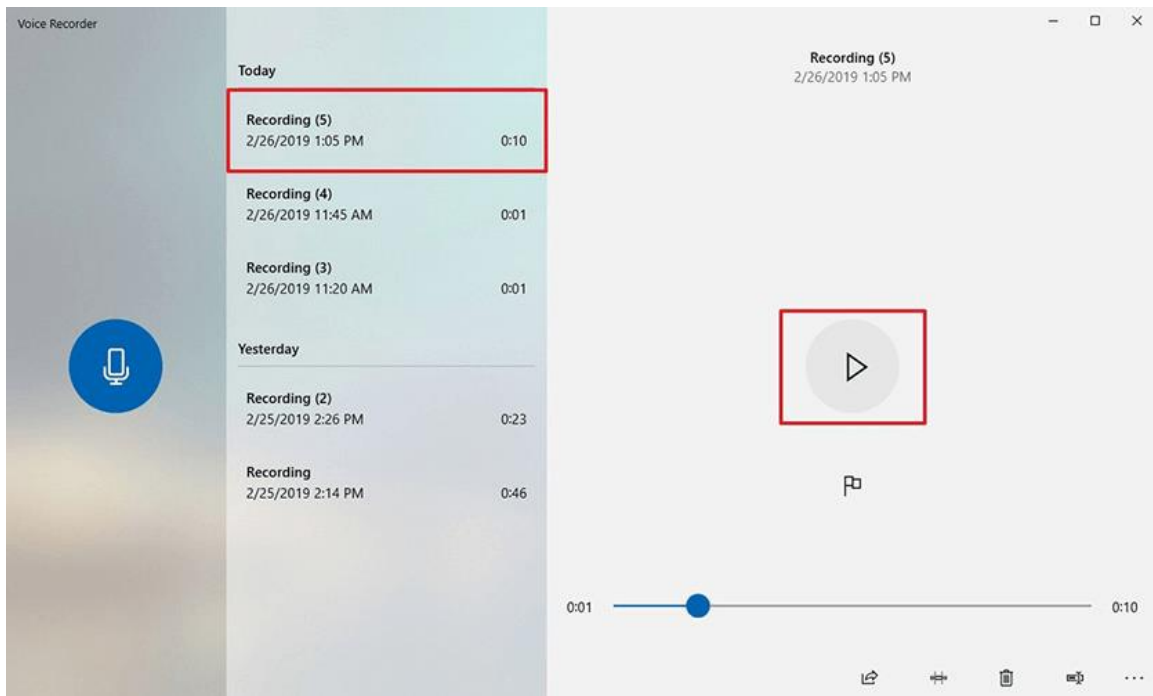 Voice Recorder
Today
Recording (5)
2/26/2019 1:05 PM 0:10
Recording (4)
2/26/2019 11:45 AM 0:01
Recording (3)
2/26/2019 11:20 AM 0:01
Yesterday
Recording (2)
2/25/2019 2:26 PM 0:23
Recording
2/25/2019 2:14 PM 0:46
Recording (5)
2/26/2019 1:05 PM
0:01 0:10